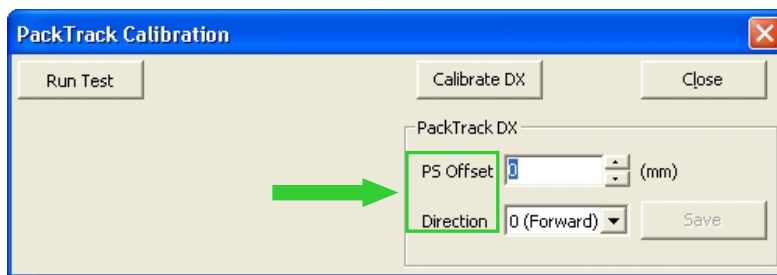 PackTrack Calibration
Run Test Calibrate DX Close
PackTrack DX
PS Offset 0 (mm)
Direction 0 (Forward) Save